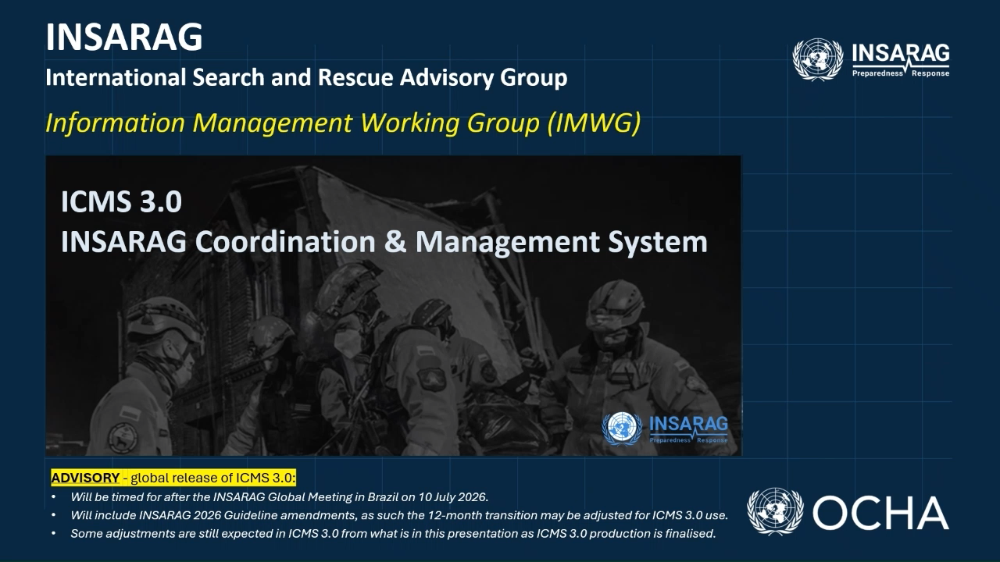 INSARAG
International Search and Rescue Advisory Group
Information Management Working Group (IMWG)
INSARAG
Preparedness Response
ICMS 3.0
INSARAG Coordination & Management System
INSARAG
Preparedness Response
ADVISORY - global release of ICMS 3.0:
• Will be timed for after the INSARAG Global Meeting in Brazil on 10 July 2026.
• Will include INSARAG 2026 Guideline amendments, as such the 12-month transition may be adjusted for ICMS 3.0 use.
• Some adjustments are still expected in ICMS 3.0 from what is in this presentation as ICMS 3.0 production is finalised.
OCHA